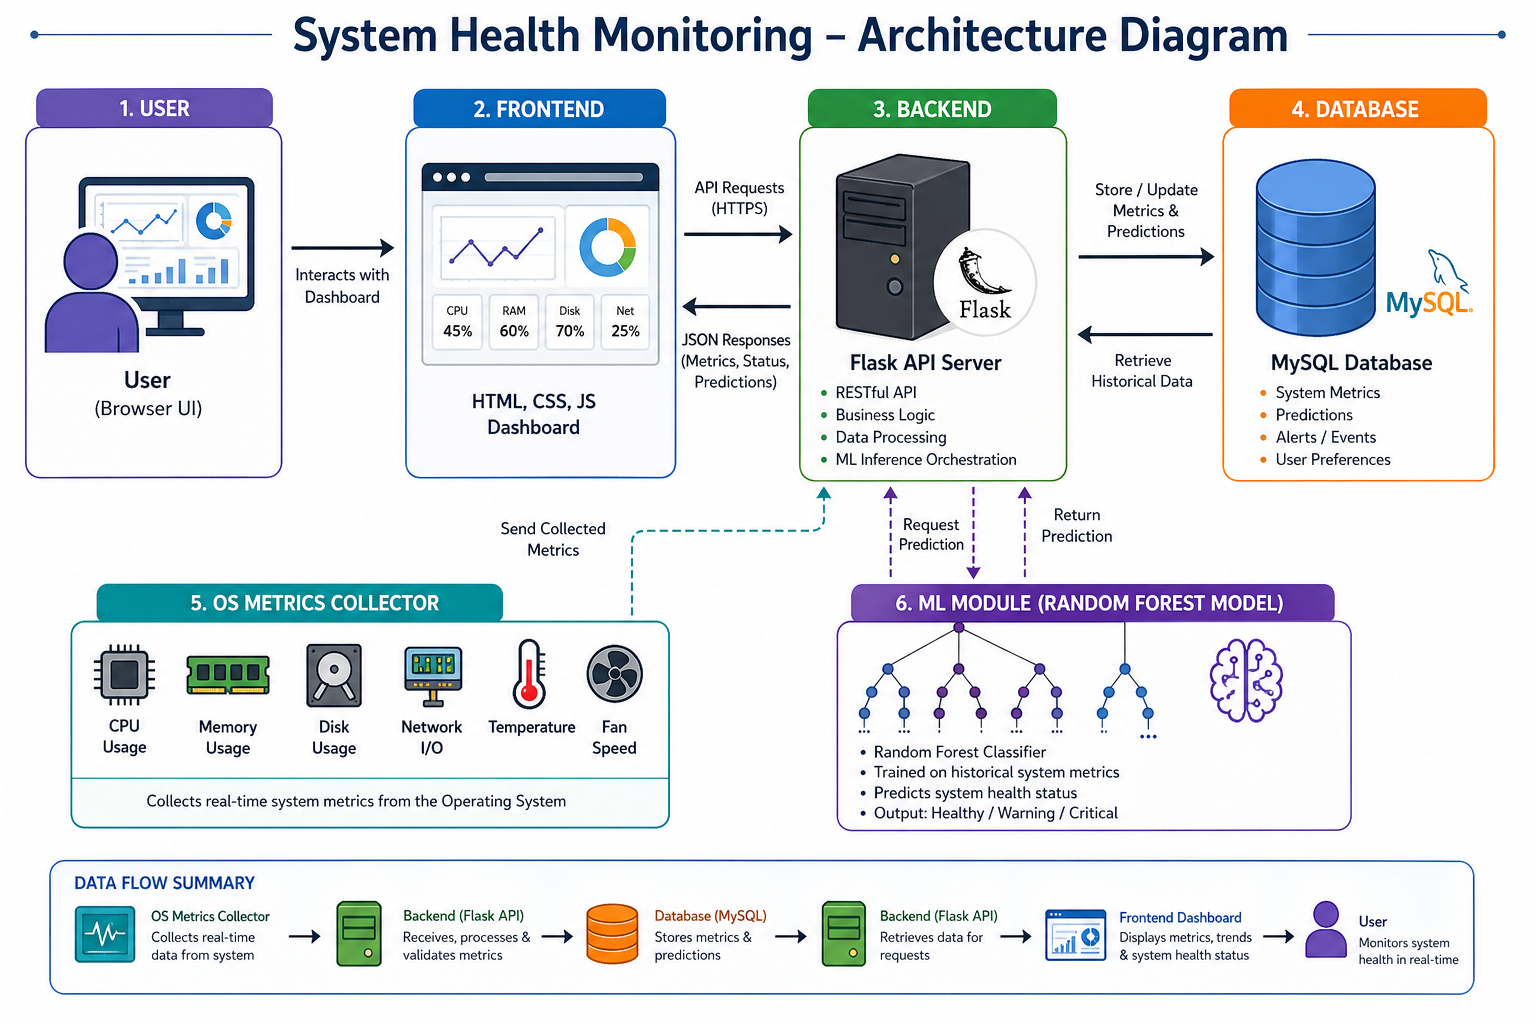 System Health Monitoring – Architecture Diagram
1. USER
User
(Browser UI)
Interacts with
Dashboard
2. FRONTEND
CPU
45%
RAM
60%
Disk
70%
Net
25%
HTML, CSS, JS
Dashboard
API Requests
(HTTPS)
JSON Responses
(Metrics, Status,
Predictions)
3. BACKEND
Flask
Flask API Server
• RESTful API
• Business Logic
• Data Processing
• ML Inference Orchestration
Store / Update
Metrics &
Predictions
Retrieve
Historical Data
4. DATABASE
MySQL
MySQL Database
• System Metrics
• Predictions
• Alerts / Events
• User Preferences
Send Collected
Metrics
Request
Prediction
Return
Prediction
5. OS METRICS COLLECTOR
CPU
Usage
Memory
Usage
Disk
Usage
Network
I/O
Temperature
Fan
Speed
Collects real-time system metrics from the Operating System
6. ML MODULE (RANDOM FOREST MODEL)
• Random Forest Classifier
• Trained on historical system metrics
• Predicts system health status
• Output: Healthy / Warning / Critical
DATA FLOW SUMMARY
OS Metrics Collector
Collects real-time
data from system
Backend (Flask API)
Receives, processes &
validates metrics
Database (MySQL)
Stores metrics &
predictions
Backend (Flask API)
Retrieves data for
requests
Frontend Dashboard
Displays metrics, trends
& system health status
User
Monitors system
health in real-time